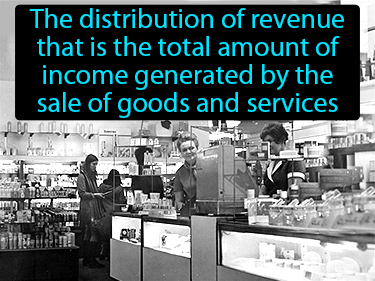 The distribution of revenue
that is the total amount of
income generated by the
sale of goods and services